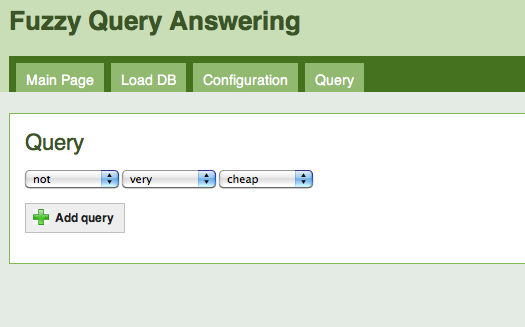 Fuzzy Query Answering
Main Page Load DB Configuration Query
Query
not very cheap
Add query